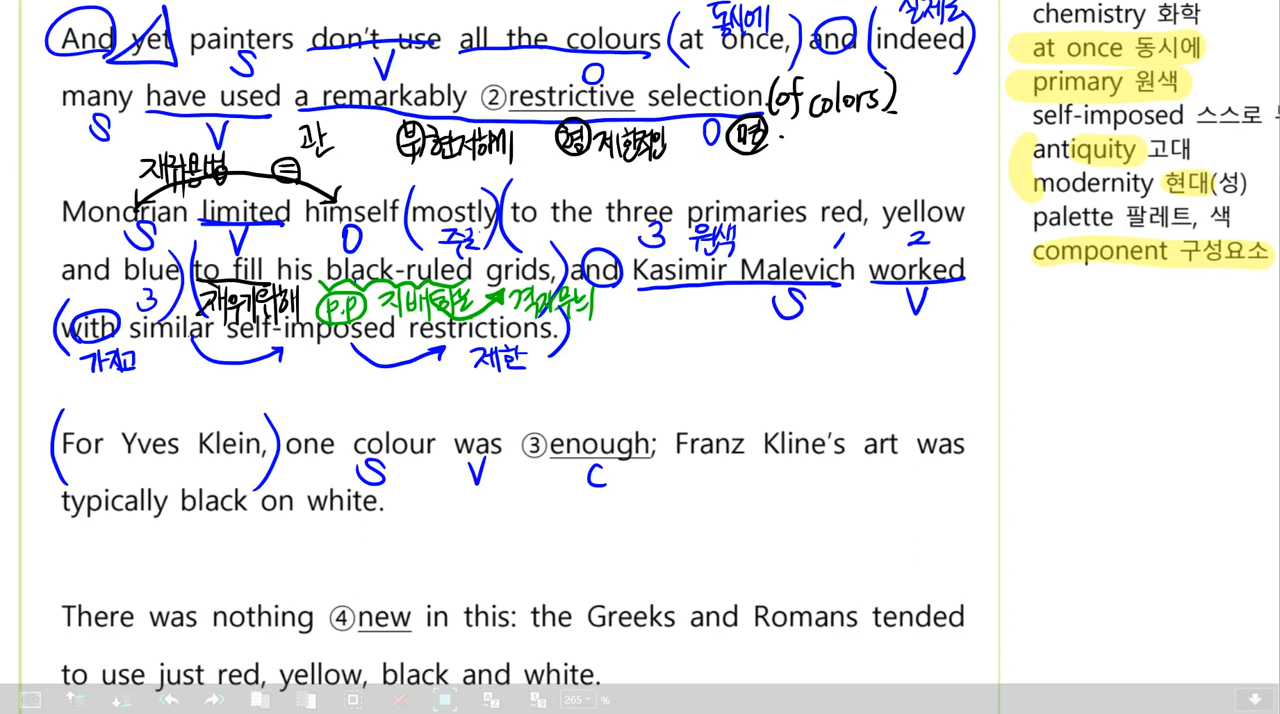 동시에
실제로
And yet painters don't use all the colours (at once,) and (indeed)
S V O
many have used a remarkably ②restrictive selection. (of colors)
S V 관 부 현저하게 형 제한적인 O 명
재귀용법 =
Mondrian limited himself (mostly) (to the three primaries red, yellow
S V O 주로 3 원색 1 2
and blue) (to fill his black-ruled grids,) and Kasimir Malevich worked
3 채우기위해 P.P 지배하는 격자무늬 S V
(with similar self-imposed restrictions.)
가지고 제한
(For Yves Klein,) one colour was ③enough; Franz Kline's art was
S V C
typically black on white.
There was nothing ④new in this: the Greeks and Romans tended
to use just red, yellow, black and white.
chemistry 화학
at once 동시에
primary 원색
self-imposed 스스로
antiquity 고대
modernity 현대(성)
palette 팔레트, 색
component 구성요소
265 %